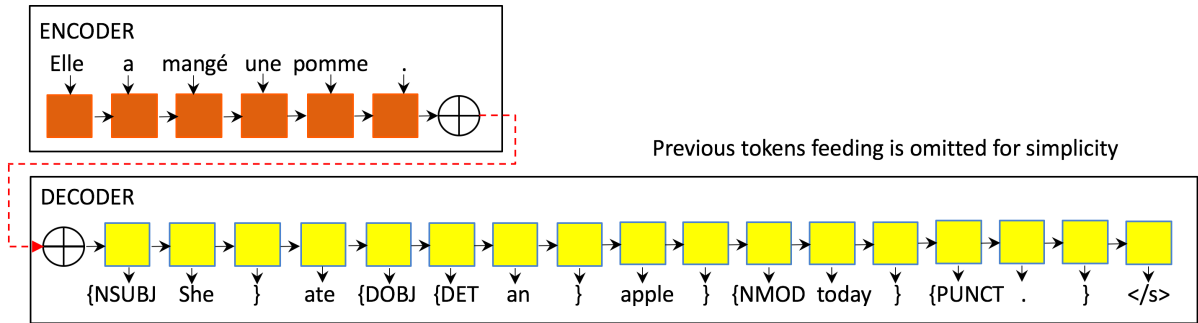 ENCODER
Elle a mangé une pomme .
Previous tokens feeding is omitted for simplicity
DECODER
{NSUBJ She } ate {DOBJ {DET an } apple } {NMOD today } {PUNCT . } </s>